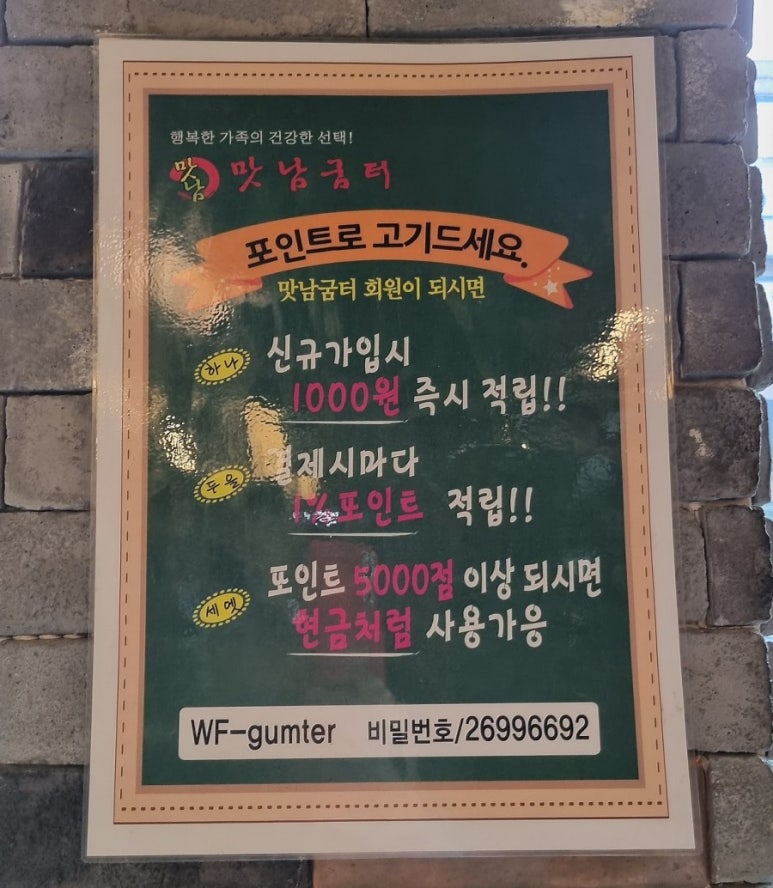 행복한 가족의 건강한 선택!
맛남 맛남굼터
포인트로 고기드세요.
맛남굼터 회원이 되시면
하나 신규가입시
1000원 즉시 적립!!
두울 결제시마다
1% 포인트 적립!!
세엣 포인트 5000점 이상 되시면
현금처럼 사용가응
WF-gumter 비밀번호/26996692